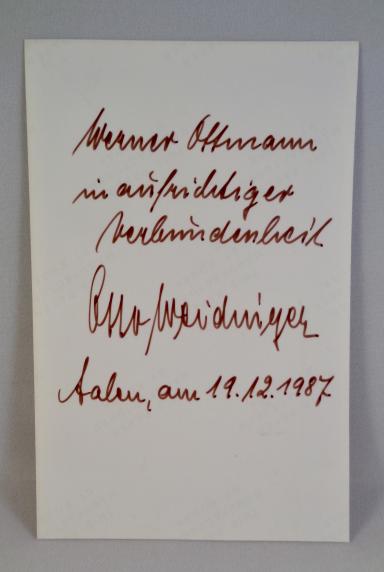 Werner Ottmann
in aufrichtiger
Verbundenheit
Otto Weidinger
Aalen, am 19.12.1987